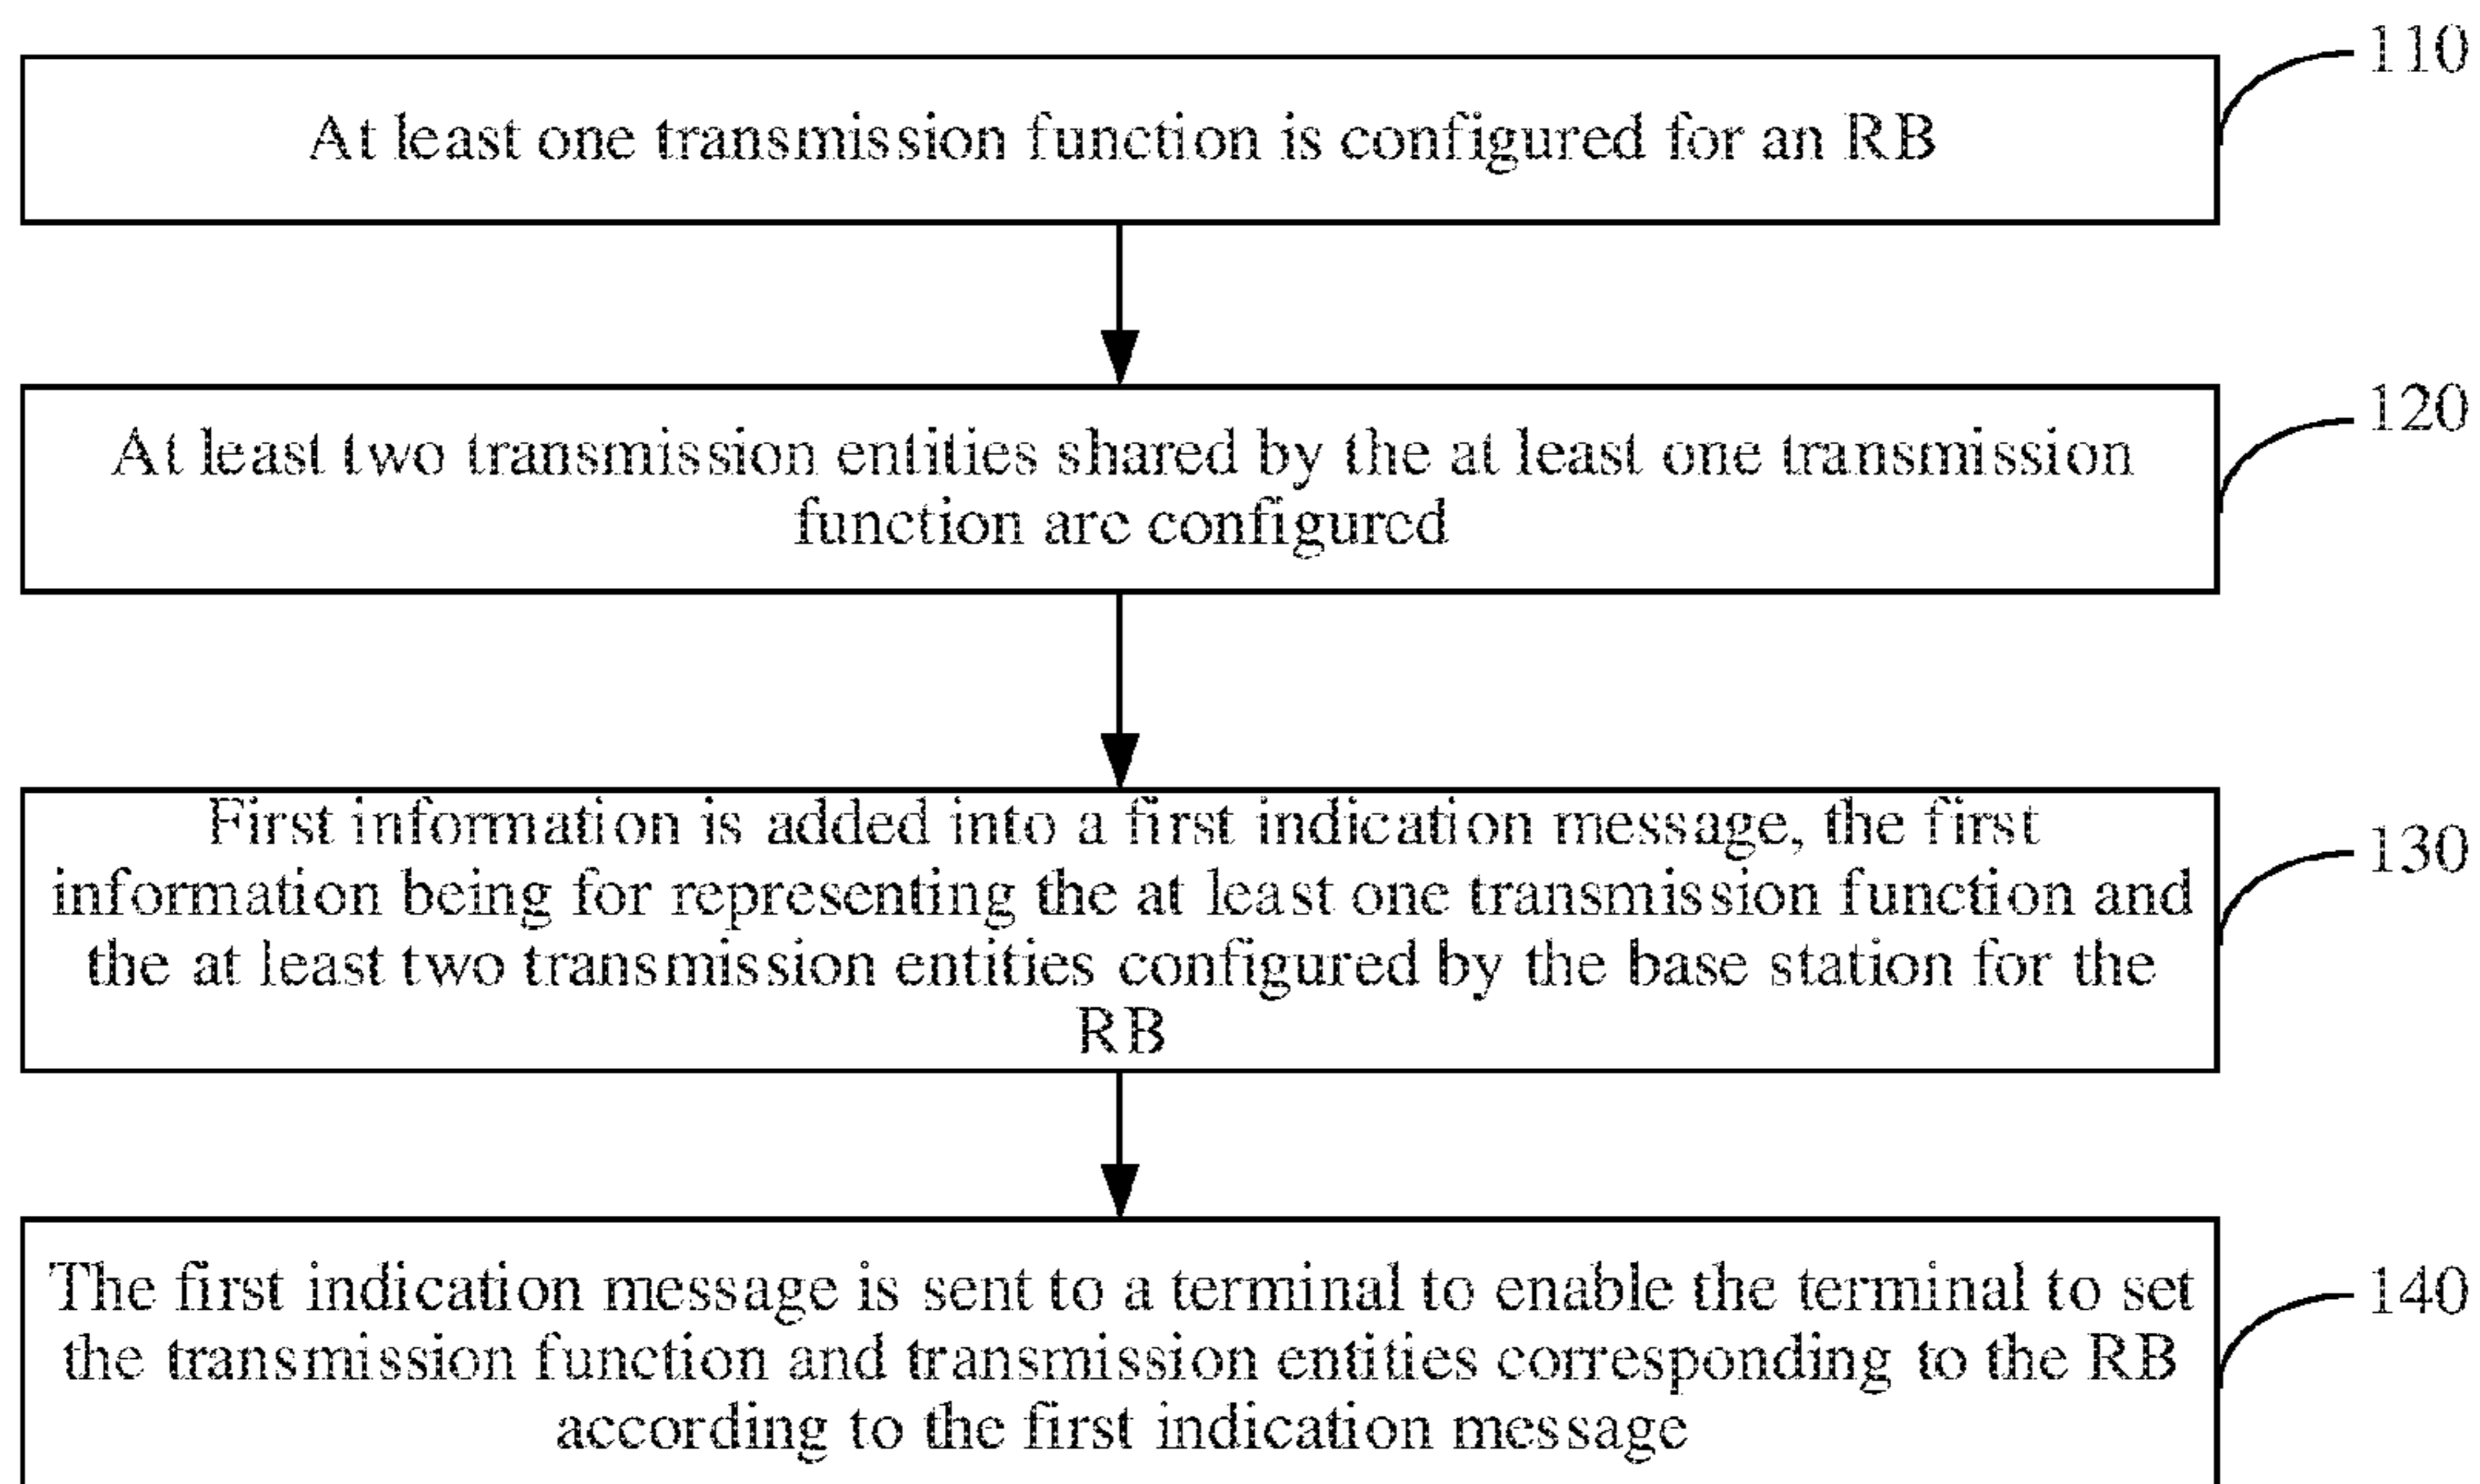 110
At least one transmission function is configured for an RB
120
At least two transmission entities shared by the at least one transmission
function are configured
First information is added into a first indication message, the first
130
information being for representing the at least one transmission function and
the at least two transmission entities configured by the base station for the
RB
The first indication message is sent to a terminal to enable the terminal to set
140
the transmission function and transmission entities corresponding to the RB
according to the first indication message